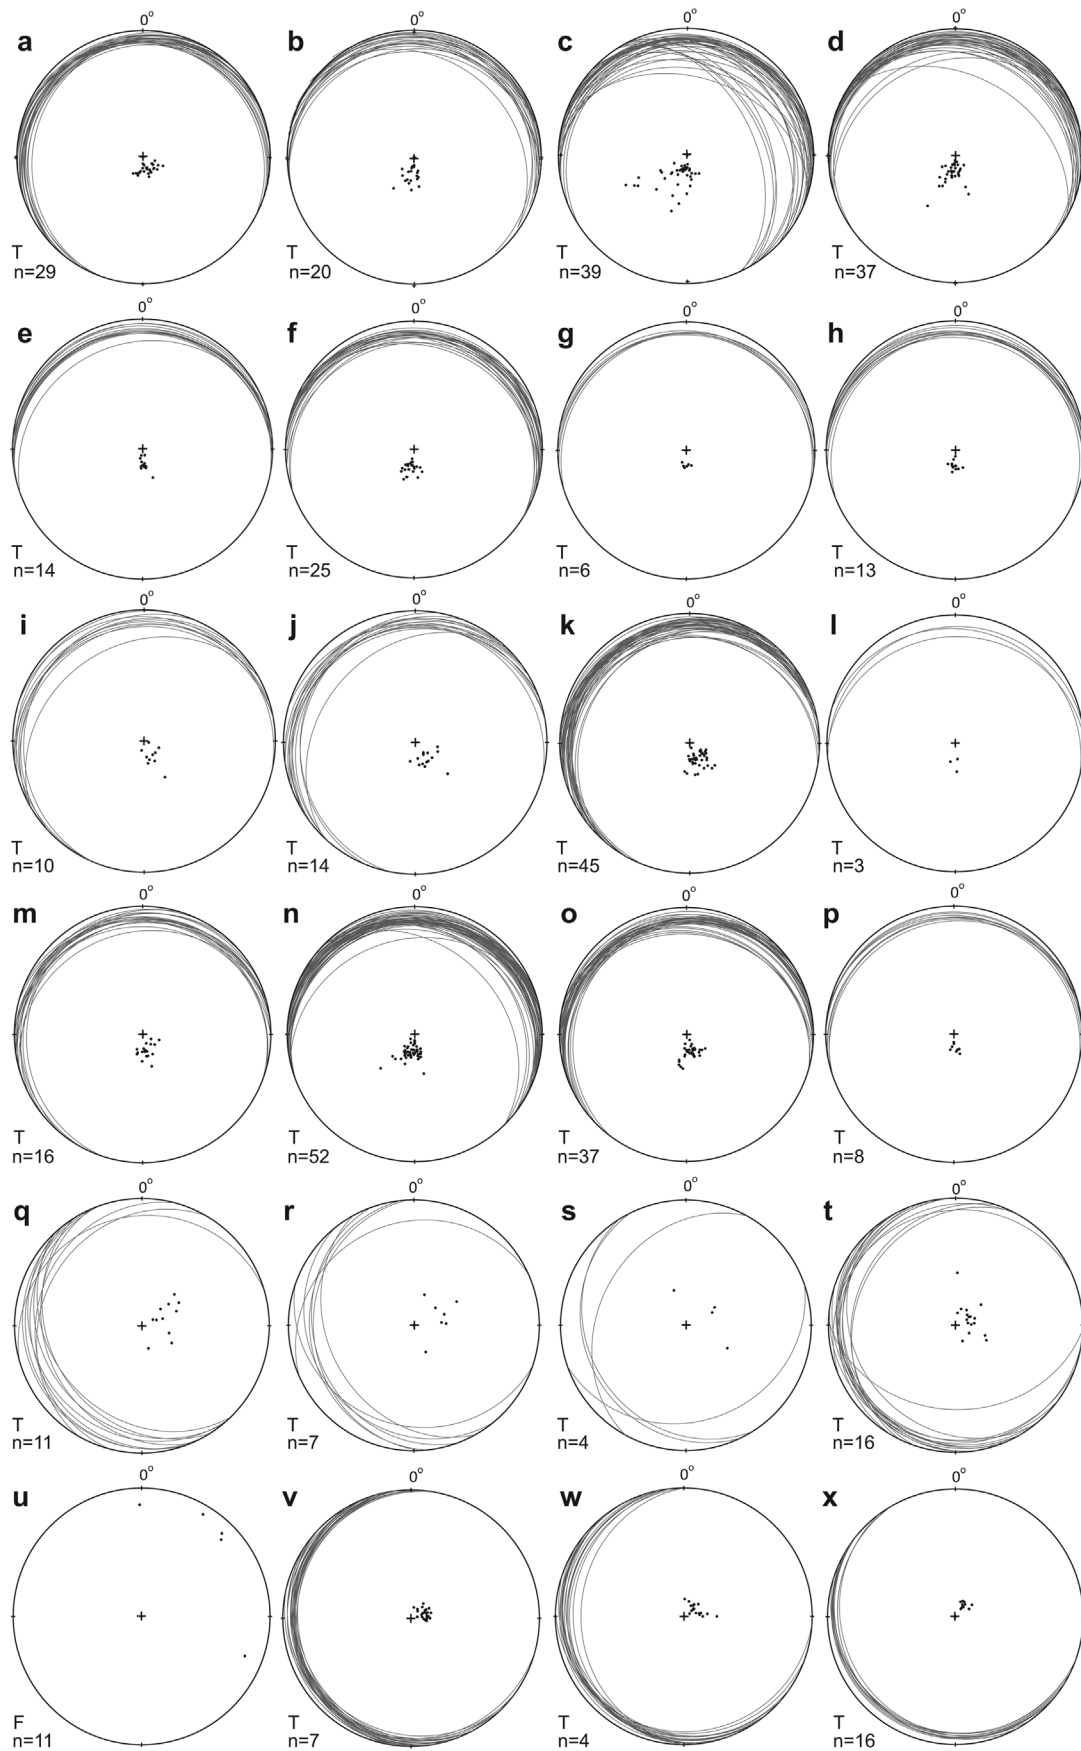 a 0° b 0° c 0° d 0°
T T T T
n=29 n=20 n=39 n=37
e 0° f 0° g 0° h 0°
T T T T
n=14 n=25 n=6 n=13
i 0° j 0° k 0° l 0°
T T T T
n=10 n=14 n=45 n=3
m 0° n 0° o 0° p 0°
T T T T
n=16 n=52 n=37 n=8
q 0° r 0° s 0° t 0°
T T T T
n=11 n=7 n=4 n=16
u 0° v 0° w 0° x 0°
F T T T
n=11 n=7 n=4 n=16